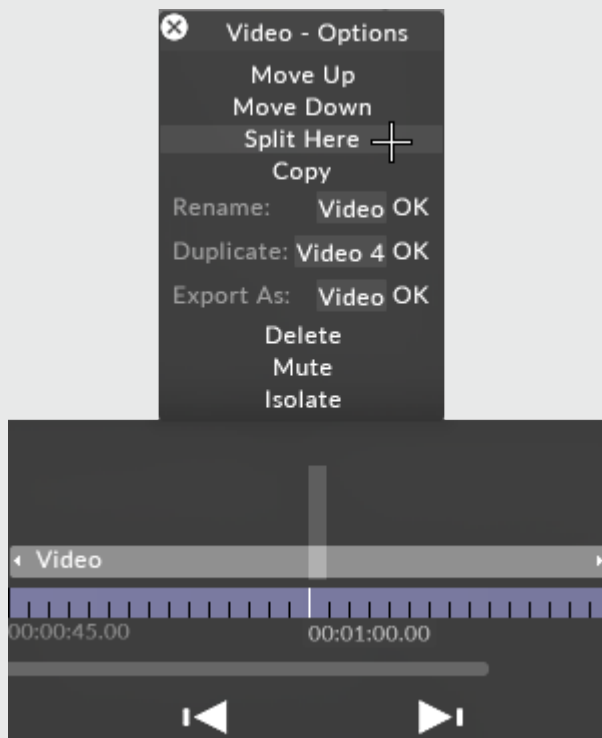 Video - Options
Move Up
Move Down
Split Here
Copy
Rename: Video OK
Duplicate: Video 4 OK
Export As: Video OK
Delete
Mute
Isolate
Video
00:00:45.00 00:01:00.00